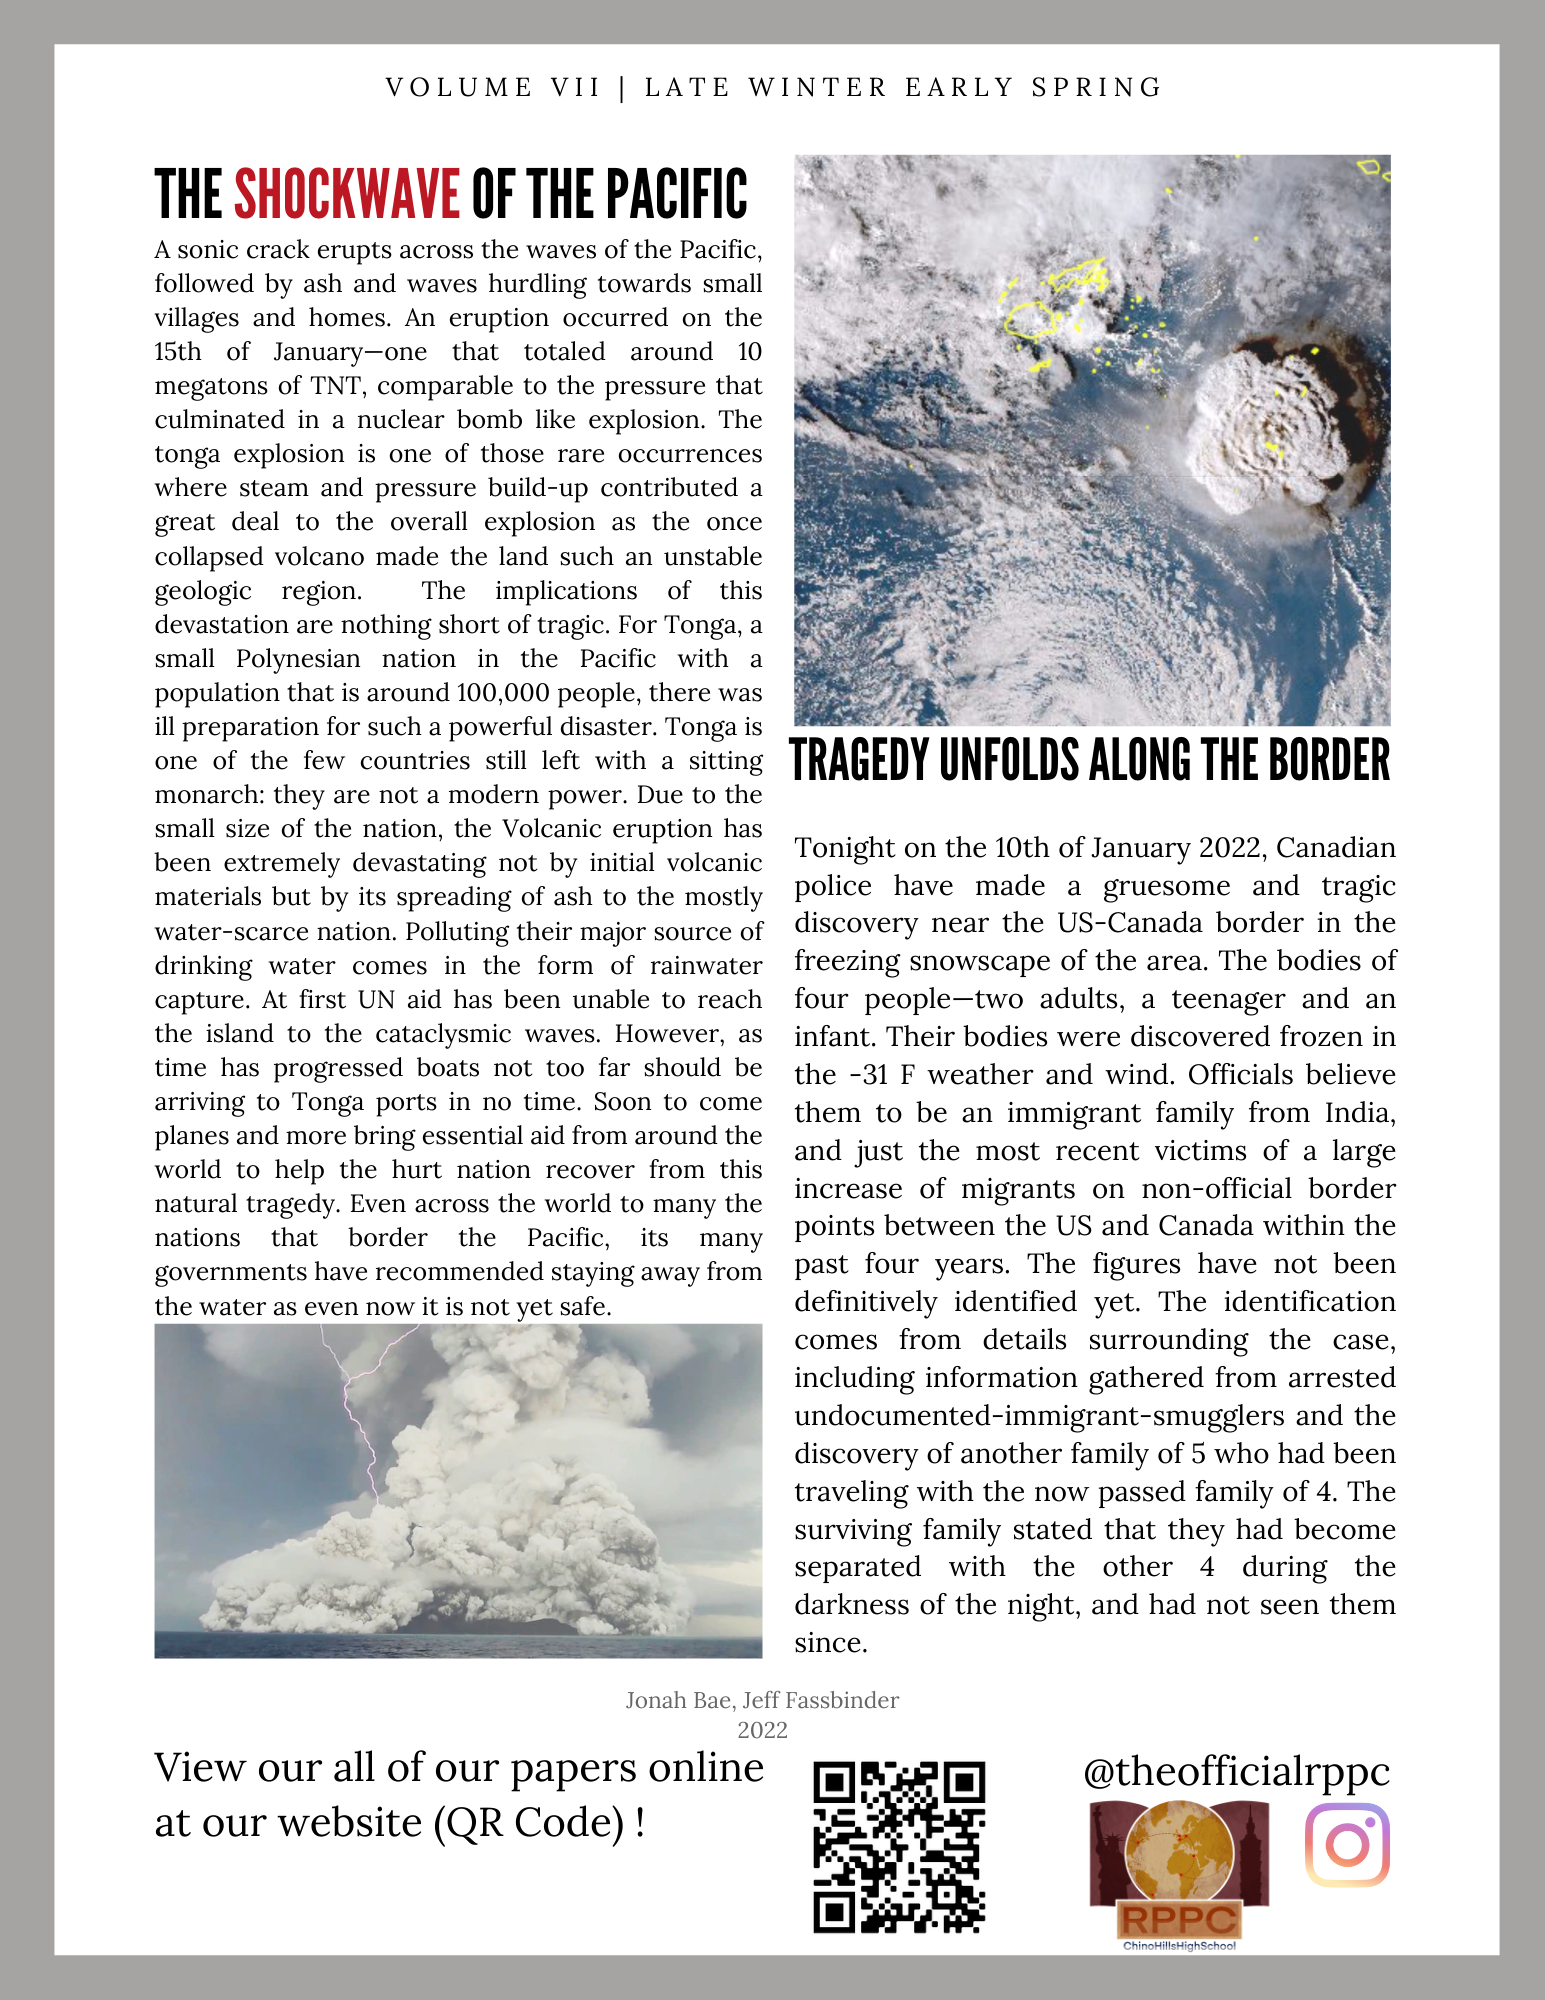 VOLUME VII | LATE WINTER EARLY SPRING
THE SHOCKWAVE OF THE PACIFIC
A sonic crack erupts across the waves of the Pacific,
followed by ash and waves hurdling towards small
villages and homes. An eruption occurred on the
15th of January—one that totaled around 10
megatons of TNT, comparable to the pressure that
culminated in a nuclear bomb like explosion. The
tonga explosion is one of those rare occurrences
where steam and pressure build-up contributed a
great deal to the overall explosion as the once
collapsed volcano made the land such an unstable
geologic region. The implications of this
devastation are nothing short of tragic. For Tonga, a
small Polynesian nation in the Pacific with a
population that is around 100,000 people, there was
ill preparation for such a powerful disaster. Tonga is
one of the few countries still left with a sitting
monarch: they are not a modern power. Due to the
small size of the nation, the Volcanic eruption has
been extremely devastating not by initial volcanic
materials but by its spreading of ash to the mostly
water-scarce nation. Polluting their major source of
drinking water comes in the form of rainwater
capture. At first UN aid has been unable to reach
the island to the cataclysmic waves. However, as
time has progressed boats not too far should be
arriving to Tonga ports in no time. Soon to come
planes and more bring essential aid from around the
world to help the hurt nation recover from this
natural tragedy. Even across the world to many the
nations that border the Pacific, its many
governments have recommended staying away from
the water as even now it is not yet safe.
TRAGEDY UNFOLDS ALONG THE BORDER
Tonight on the 10th of January 2022, Canadian
police have made a gruesome and tragic
discovery near the US-Canada border in the
freezing snowscape of the area. The bodies of
four people—two adults, a teenager and an
infant. Their bodies were discovered frozen in
the -31 F weather and wind. Officials believe
them to be an immigrant family from India,
and just the most recent victims of a large
increase of migrants on non-official border
points between the US and Canada within the
past four years. The figures have not been
definitively identified yet. The identification
comes from details surrounding the case,
including information gathered from arrested
undocumented-immigrant-smugglers and the
discovery of another family of 5 who had been
traveling with the now passed family of 4. The
surviving family stated that they had become
separated with the other 4 during the
darkness of the night, and had not seen them
since.
Jonah Bae, Jeff Fassbinder
2022
View our all of our papers online
at our website (QR Code) !
@theofficialrppc
RPPC
ChinoHillsHighSchool